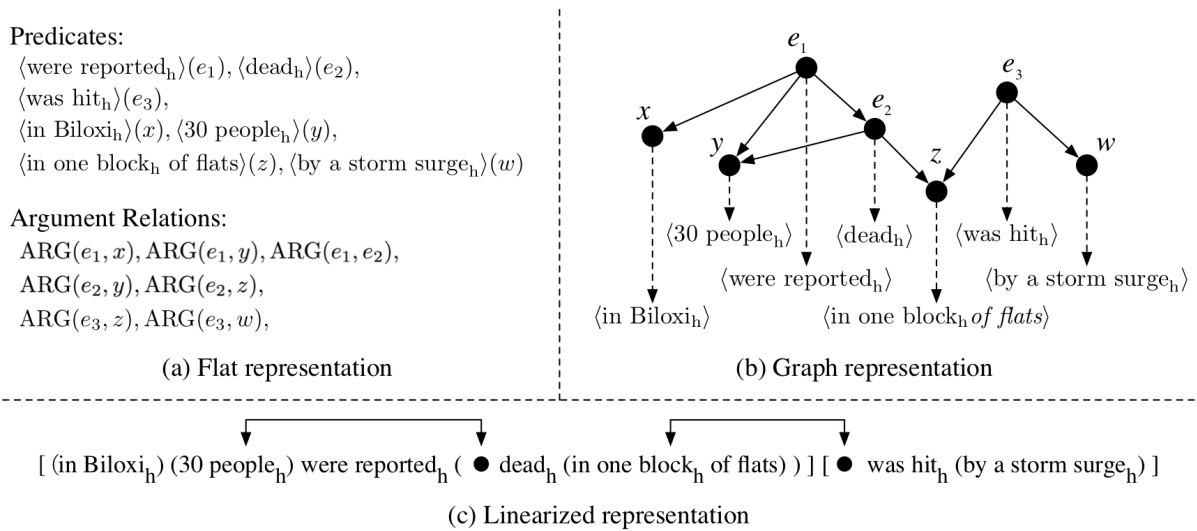 Predicates:
⟨were reported_h⟩(e_1), ⟨dead_h⟩(e_2),
⟨was hit_h⟩(e_3),
⟨in Biloxi_h⟩(x), ⟨30 people_h⟩(y),
⟨in one block_h of flats⟩(z), ⟨by a storm surge_h⟩(w)
Argument Relations:
ARG(e_1, x), ARG(e_1, y), ARG(e_1, e_2),
ARG(e_2, y), ARG(e_2, z),
ARG(e_3, z), ARG(e_3, w),
(a) Flat representation
e_1
e_3
x
e_2
y
z
w
⟨30 people_h⟩
⟨dead_h⟩
⟨was hit_h⟩
⟨were reported_h⟩
⟨by a storm surge_h⟩
⟨in Biloxi_h⟩
⟨in one block_h of flats⟩
(b) Graph representation
[ (in Biloxi_h) (30 people_h) were reported_h ( ● dead_h (in one block_h of flats) ) ] [ ● was hit_h (by a storm surge_h) ]
(c) Linearized representation